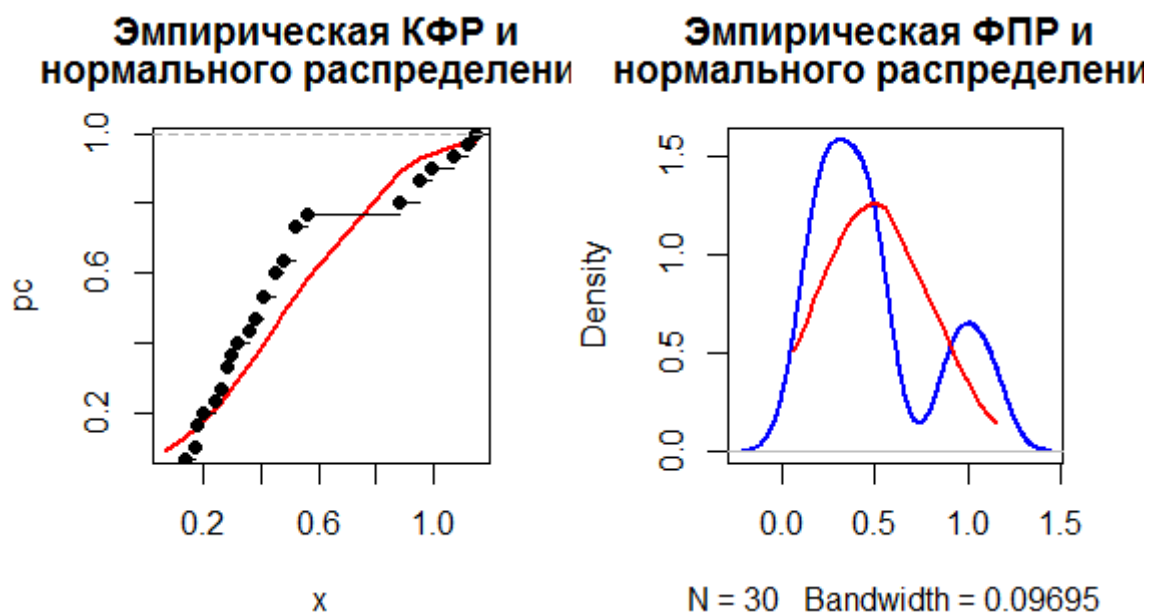 Эмпирическая КФР и
нормального распределени
pc
0.2
0.6
1.0
0.2
0.6
1.0
x
Эмпирическая ФПР и
нормального распределени
Density
0.0
0.5
1.0
1.5
0.0
0.5
1.0
1.5
N = 30 Bandwidth = 0.09695